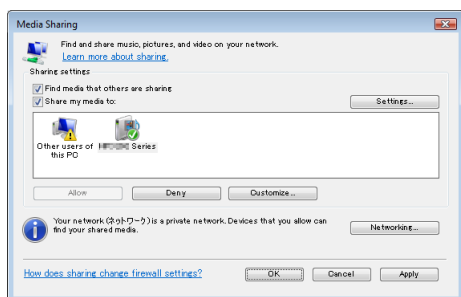 Media Sharing
Find and share music, pictures, and video on your network.
Learn more about sharing.
Sharing settings
Find media that others are sharing
Share my media to:
Settings...
Other users of
this PC
Series
Allow
Deny
Customize...
Your network (ネットワーク) is a private network. Devices that you allow can
find your shared media.
Networking...
How does sharing change firewall settings?
OK
Cancel
Apply